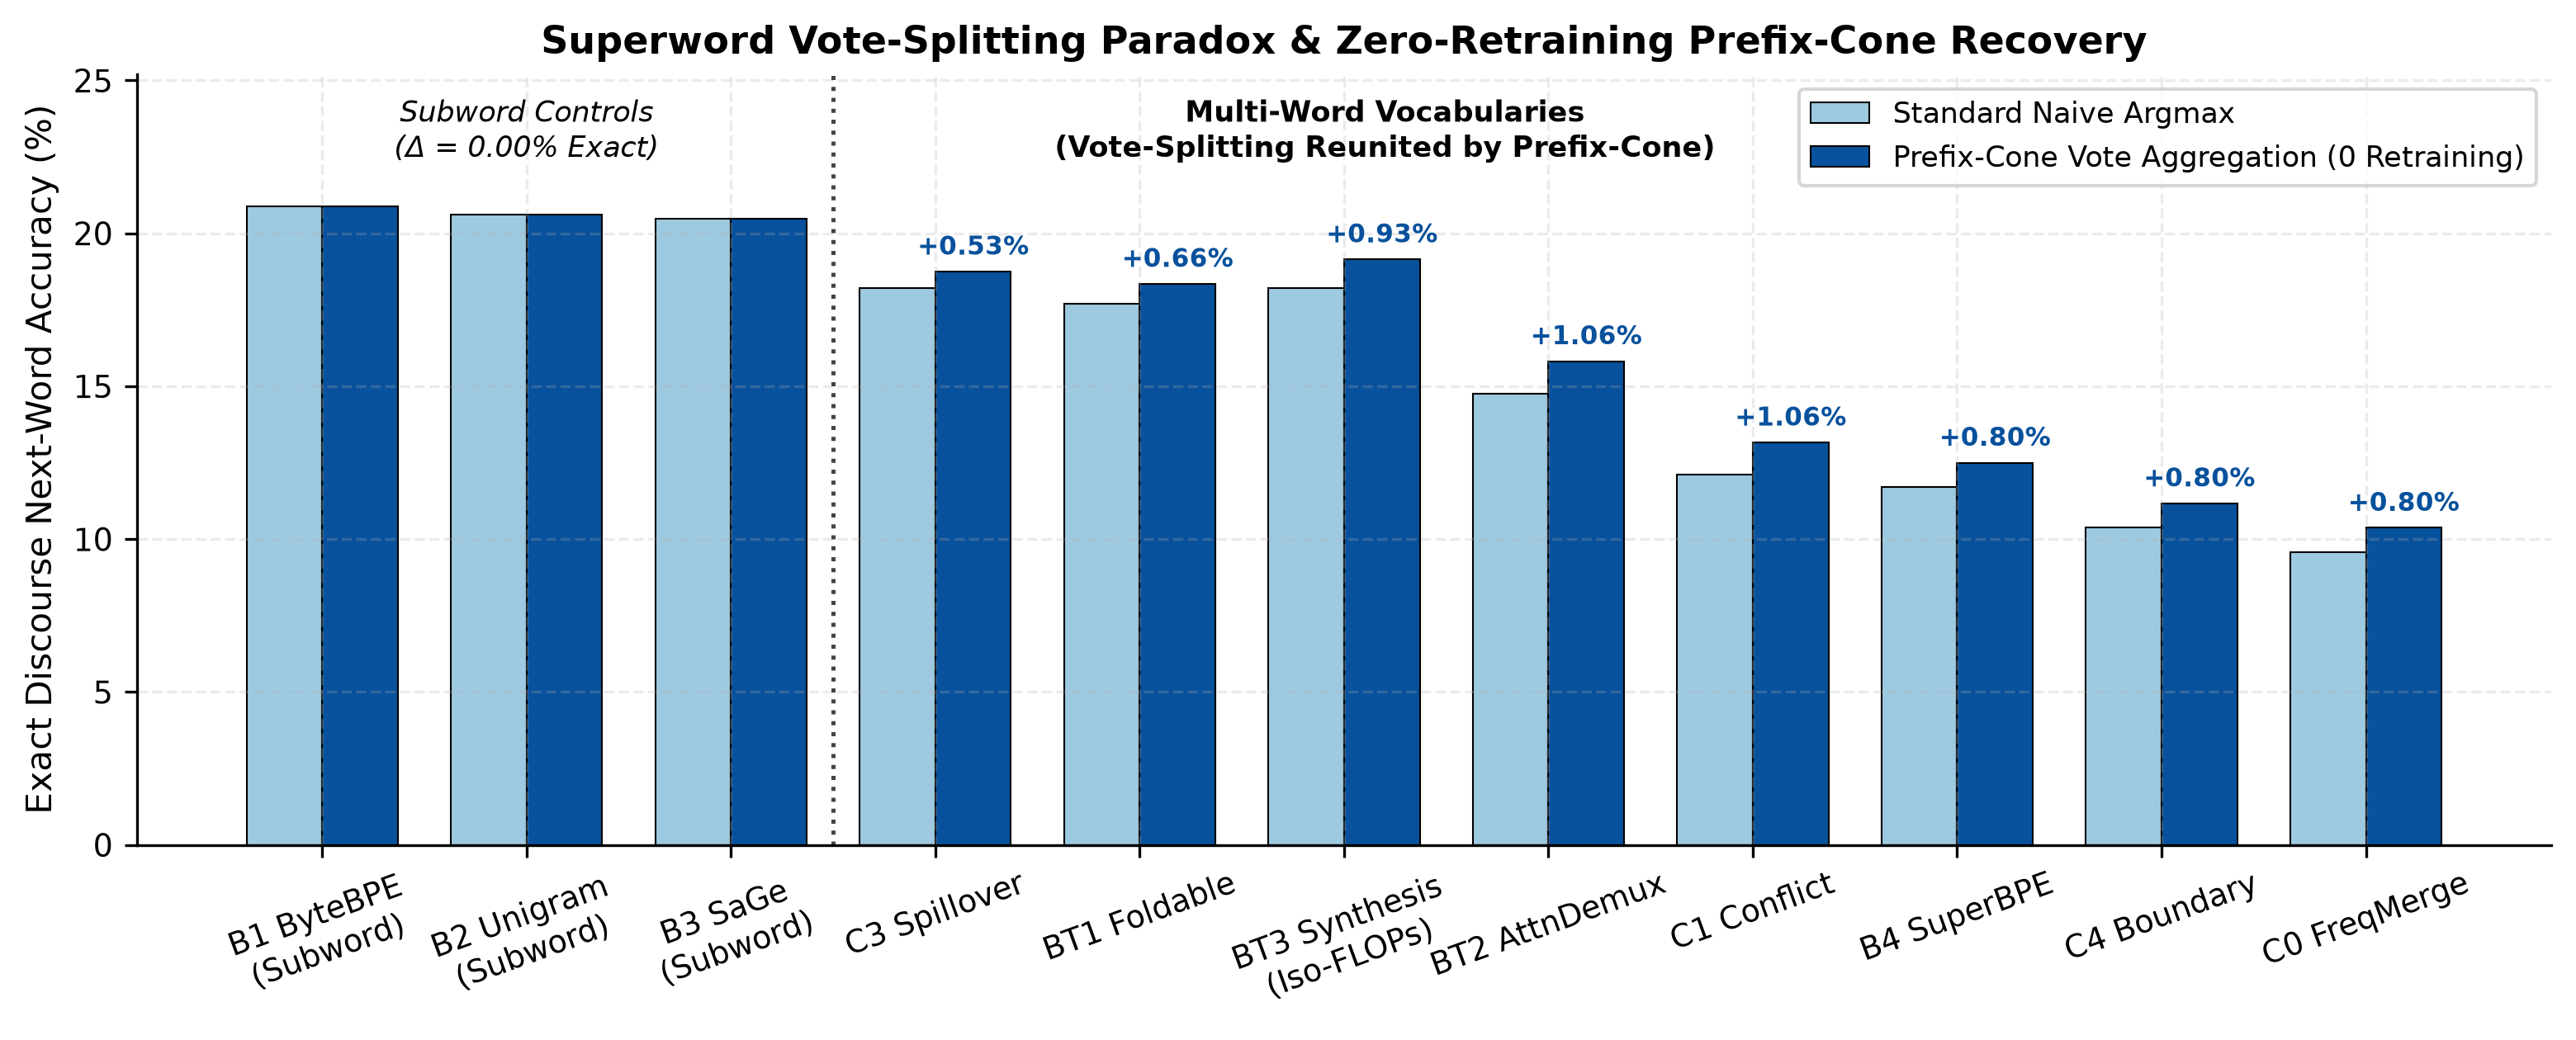 Superword Vote-Splitting Paradox & Zero-Retraining Prefix-Cone Recovery
Exact Discourse Next-Word Accuracy (%)
25
20
15
10
5
0
Subword Controls
(Δ = 0.00% Exact)
Multi-Word Vocabularies
(Vote-Splitting Reunited by Prefix-Cone)
Standard Naive Argmax
Prefix-Cone Vote Aggregation (0 Retraining)
+0.53%
+0.66%
+0.93%
+1.06%
+1.06%
+0.80%
+0.80%
+0.80%
B1 ByteBPE
(Subword)
B2 Unigram
(Subword)
B3 SaGe
(Subword)
C3 Spillover
BT1 Foldable
BT3 Synthesis
(Iso-FLOPs)
BT2 AttnDemux
C1 Conflict
B4 SuperBPE
C4 Boundary
C0 FreqMerge